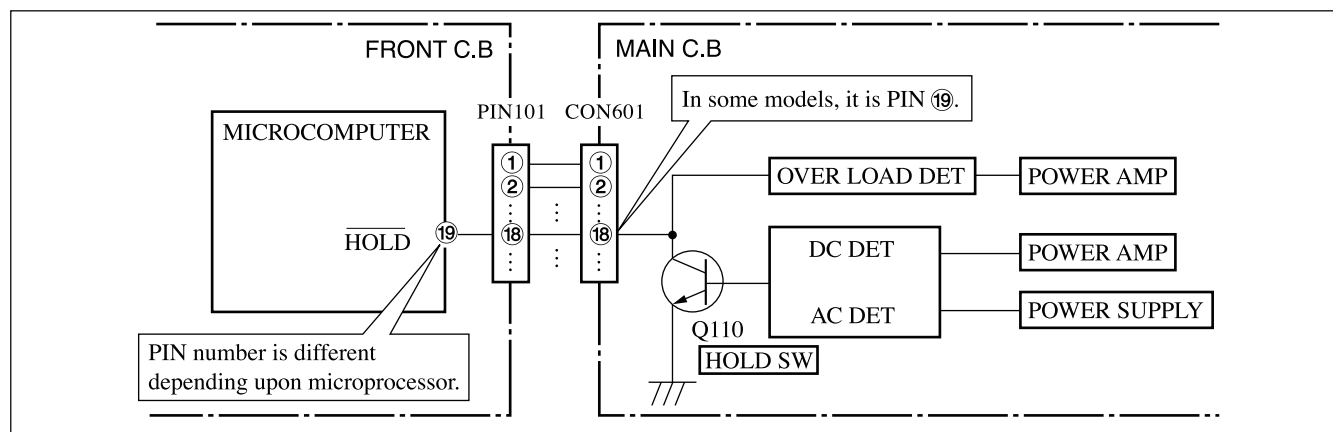 FRONT C.B
MAIN C.B
In some models, it is PIN ⑲.
PIN101
CON601
MICROCOMPUTER
①
①
②
②
OVER LOAD DET
POWER AMP
HOLD
⑲
⑱
⑱
DC DET
POWER AMP
AC DET
POWER SUPPLY
Q110
HOLD SW
PIN number is different
depending upon microprocessor.